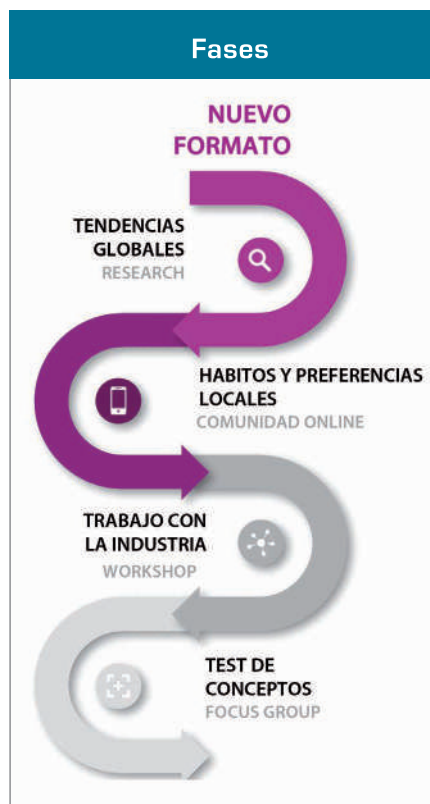 Fases
NUEVO
FORMATO
TENDENCIAS
GLOBALES
RESEARCH
HABITOS Y PREFERENCIAS
LOCALES
COMUNIDAD ONLINE
TRABAJO CON
LA INDUSTRIA
WORKSHOP
TEST DE
CONCEPTOS
FOCUS GROUP